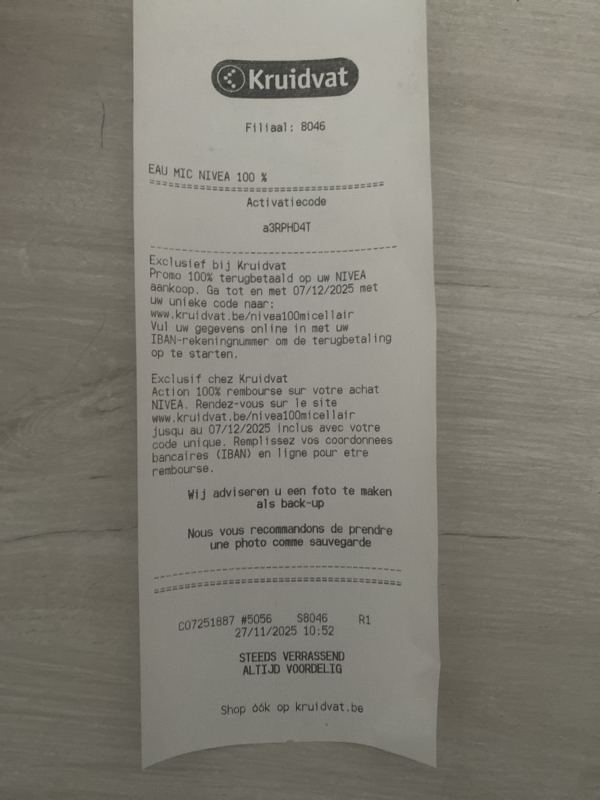 Kruidvat
Filiaal: 8046
EAU MIC NIVEA 100 %
Activatiecode
a3RPHD4T
Exclusief bij Kruidvat
Promo 100% terugbetaald op uw NIVEA
aankoop. Ga tot en met 07/12/2025 met
uw unieke code naar:
www.kruidvat.be/nivea100micellair
Vul uw gegevens online in met uw
IBAN-rekeningnummer om de terugbetaling
op te starten.
Exclusif chez Kruidvat
Action 100% rembourse sur votre achat
NIVEA. Rendez-vous sur le site
www.kruidvat.be/nivea100micellair
jusqu au 07/12/2025 inclus avec votre
code unique. Remplissez vos coordonnees
bancaires (IBAN) en ligne pour etre
rembourse.
Wij adviseren u een foto te maken
als back-up
Nous vous recommandons de prendre
une photo comme sauvegarde
C07251887 #5056 S8046 R1
27/11/2025 10:52
STEEDS VERRASSEND
ALTIJD VOORDELIG
Shop óók op kruidvat.be